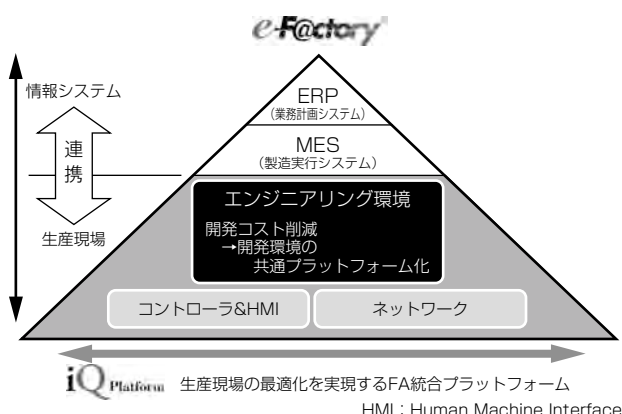 e-F@ctory
情報システム
連
携
生産現場
ERP
（業務計画システム）
MES
（製造実行システム）
エンジニアリング環境
開発コスト削減
→開発環境の
共通プラットフォーム化
コントローラ&HMI
ネットワーク
iQ Platform 生産現場の最適化を実現するFA統合プラットフォーム
HMI：Human Machine Interface